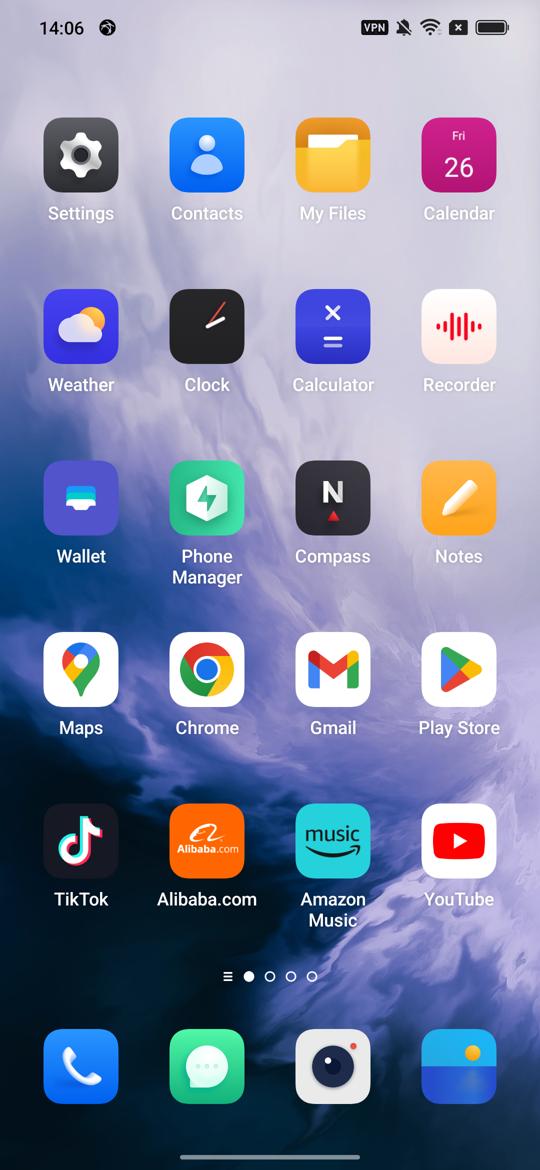 14:06
VPN
Fri
26
Settings
Contacts
My Files
Calendar
Weather
Clock
Calculator
Recorder
N
Wallet
Phone
Manager
Compass
Notes
Maps
Chrome
Gmail
Play Store
Alibaba.com
music
TikTok
Alibaba.com
Amazon
Music
YouTube